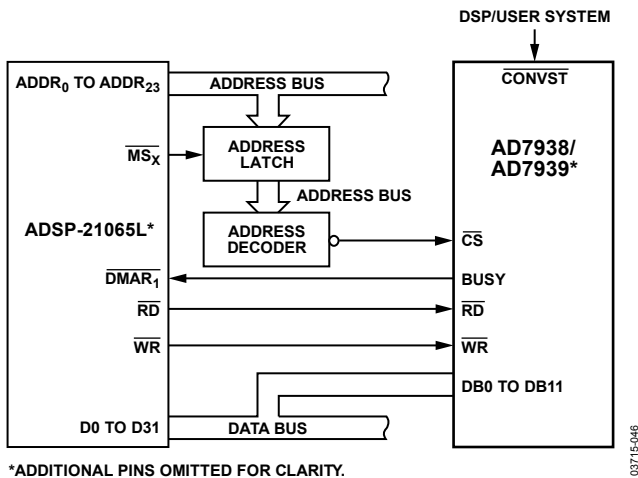 DSP/USER SYSTEM
ADDR₀ TO ADDR₂₃
ADDRESS BUS
CONVST
MSₓ
ADDRESS
LATCH
AD7938/
AD7939*
ADDRESS BUS
ADSP-21065L*
ADDRESS
DECODER
CS
DMAR₁
BUSY
RD
RD
WR
WR
DB0 TO DB11
D0 TO D31
DATA BUS
*ADDITIONAL PINS OMITTED FOR CLARITY.
03715-046